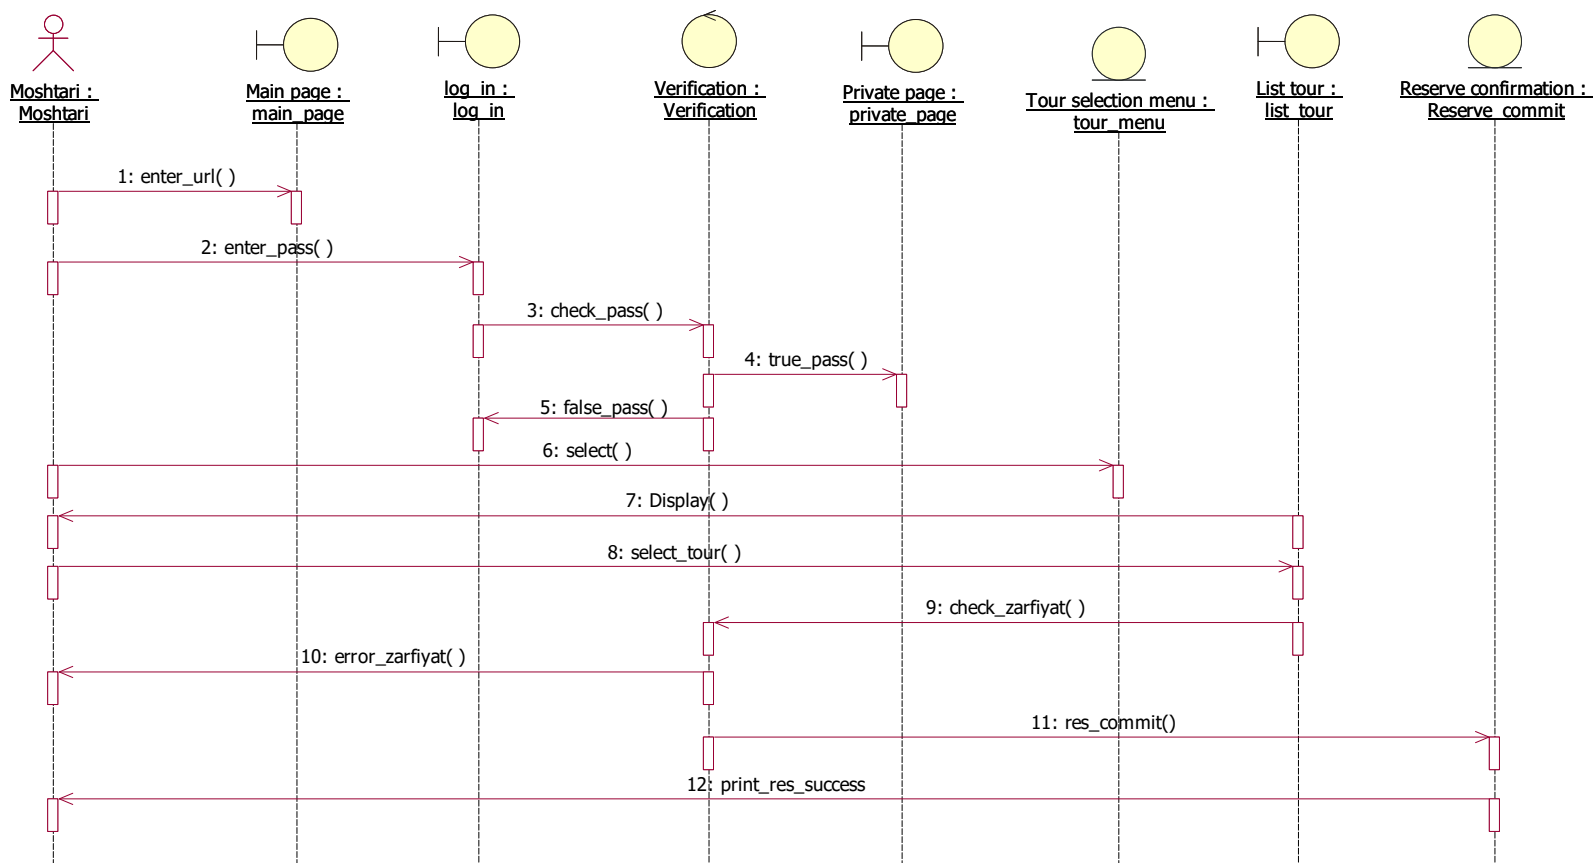 Moshtari :
Moshtari
Main page :
main_page
log_in :
log_in
Verification :
Verification
Private page :
private_page
Tour selection menu :
tour_menu
List tour :
list_tour
Reserve confirmation :
Reserve_commit
1: enter_url( )
2: enter_pass( )
3: check_pass( )
4: true_pass( )
5: false_pass( )
6: select( )
7: Display( )
8: select_tour( )
9: check_zarfiyat( )
10: error_zarfiyat( )
11: res_commit()
12: print_res_success